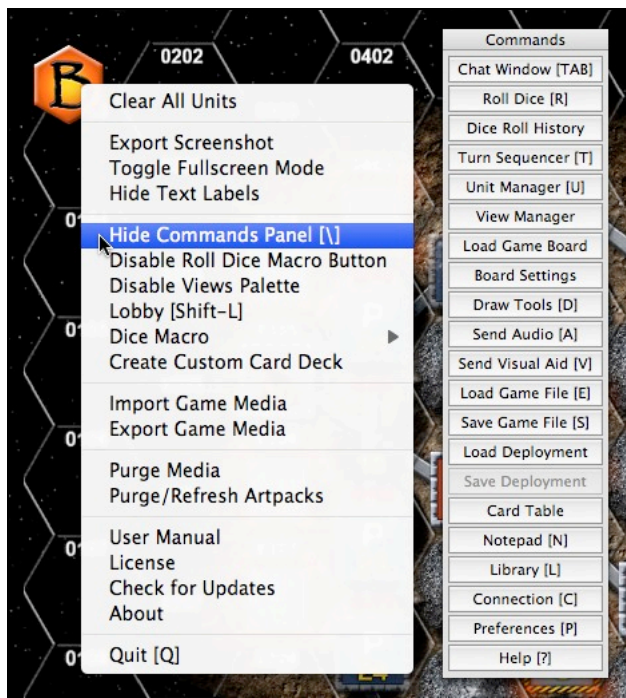 B
0202
0402
Clear All Units
Export Screenshot
Toggle Fullscreen Mode
Hide Text Labels
Hide Commands Panel [\]
Disable Roll Dice Macro Button
Disable Views Palette
Lobby [Shift-L]
Dice Macro
Create Custom Card Deck
Import Game Media
Export Game Media
Purge Media
Purge/Refresh Artpacks
User Manual
License
Check for Updates
About
Quit [Q]
Commands
Chat Window [TAB]
Roll Dice [R]
Dice Roll History
Turn Sequencer [T]
Unit Manager [U]
View Manager
Load Game Board
Board Settings
Draw Tools [D]
Send Audio [A]
Send Visual Aid [V]
Load Game File [E]
Save Game File [S]
Load Deployment
Save Deployment
Card Table
Notepad [N]
Library [L]
Connection [C]
Preferences [P]
Help [?]